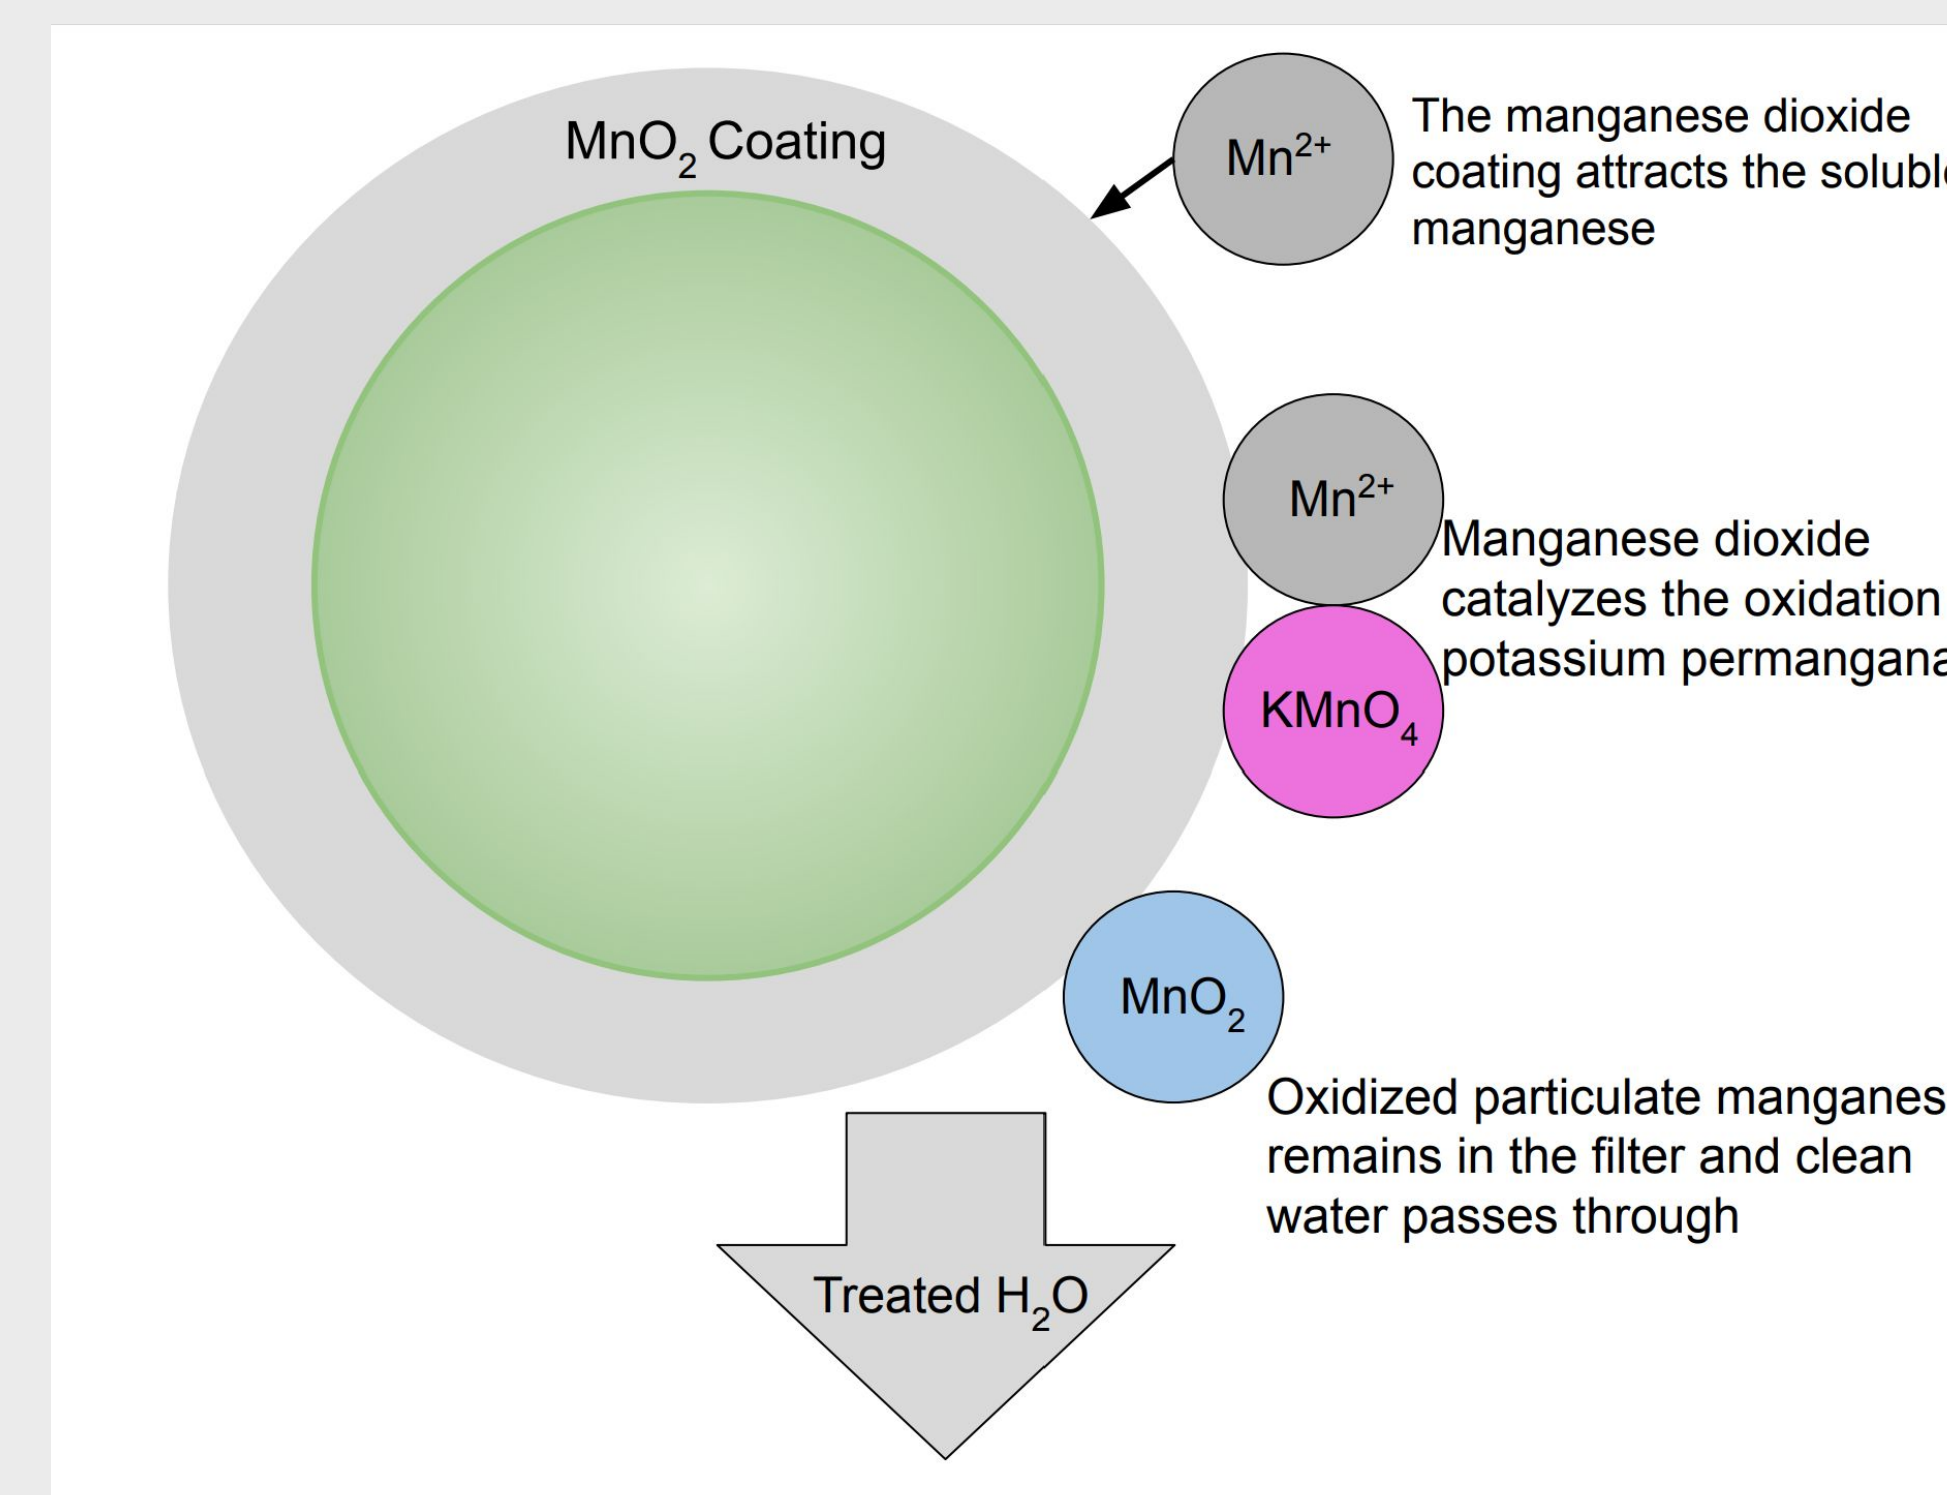 MnO₂ Coating
Mn²⁺
The manganese dioxide
coating attracts the soluble
manganese
Mn²⁺
Manganese dioxide
catalyzes the oxidation
potassium permangana
KMnO₄
MnO₂
Oxidized particulate manganes
remains in the filter and clean
water passes through
Treated H₂O